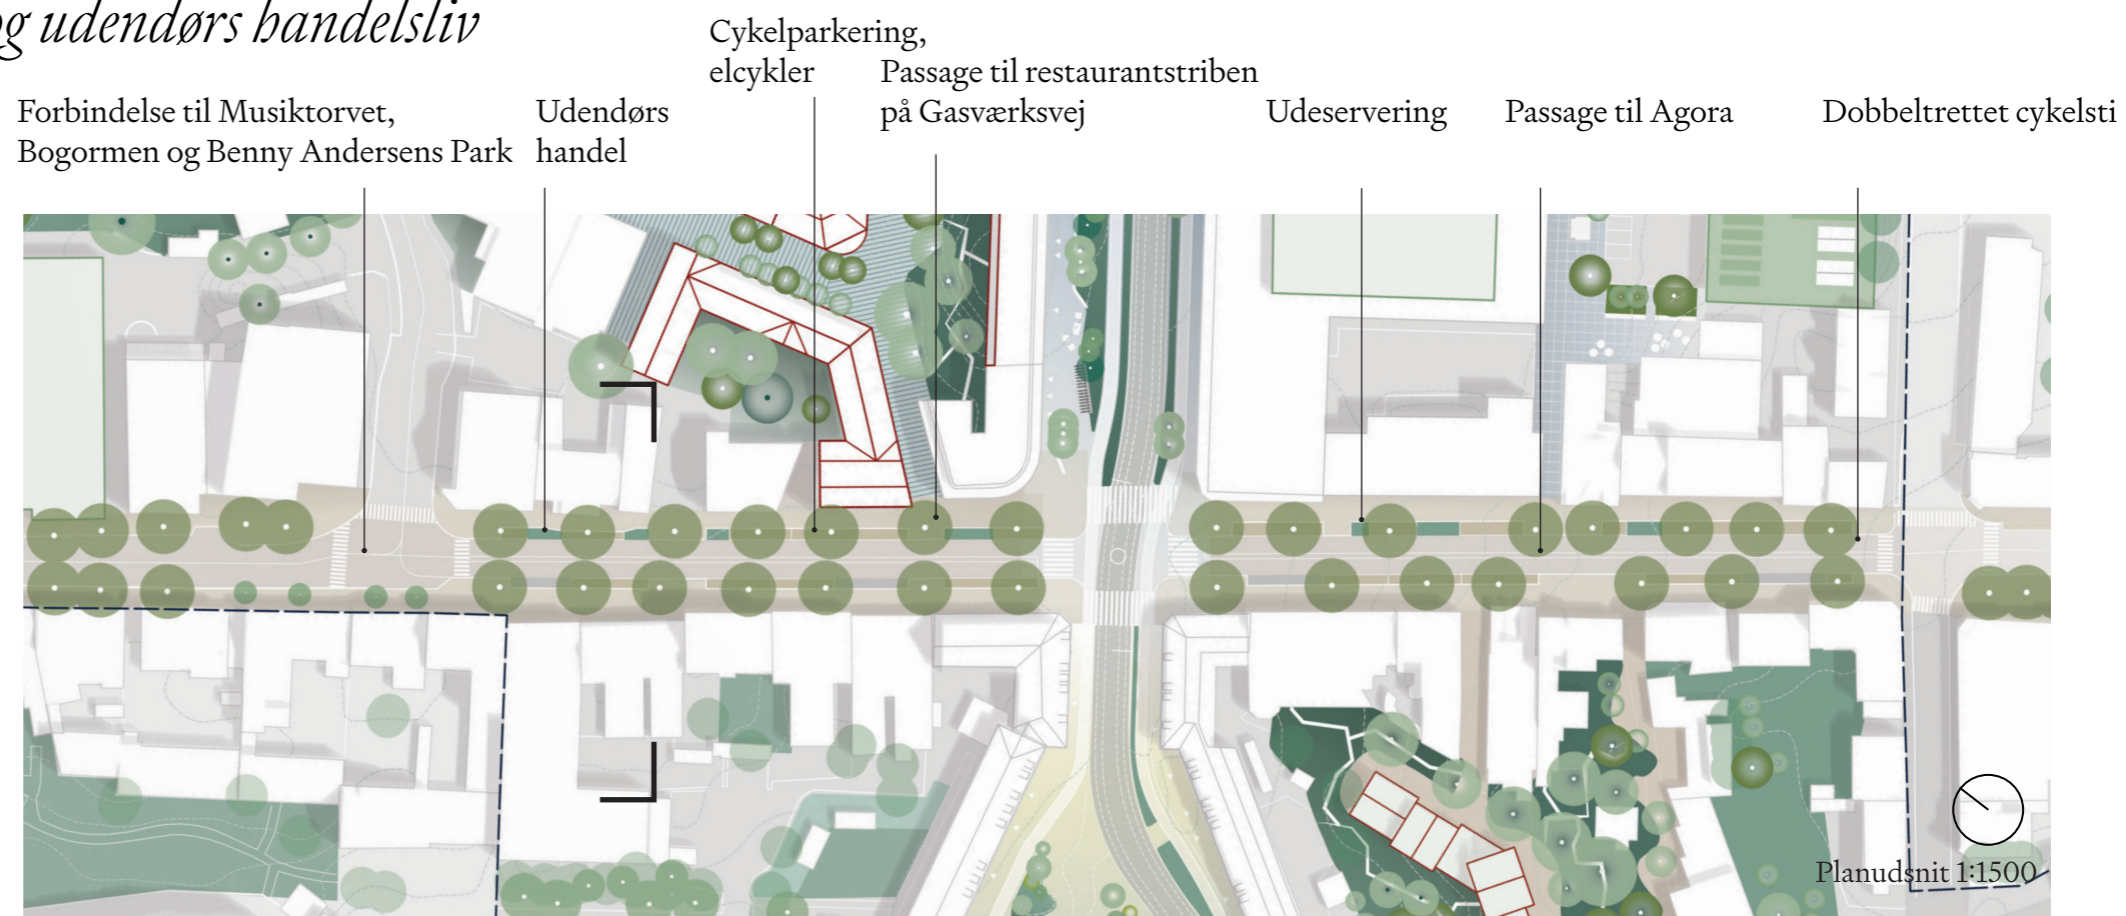 og udendørs handelsliv
Cykelparkering,
elcykler
Passage til restaurantstriben
på Gasværksvej
Forbindelse til Musiktorvet,
Bogormen og Benny Andersens Park
Udendørs
handel
Udeservering
Passage til Agora
Dobbeltrettet cykelsti
Planudsnit 1:1500